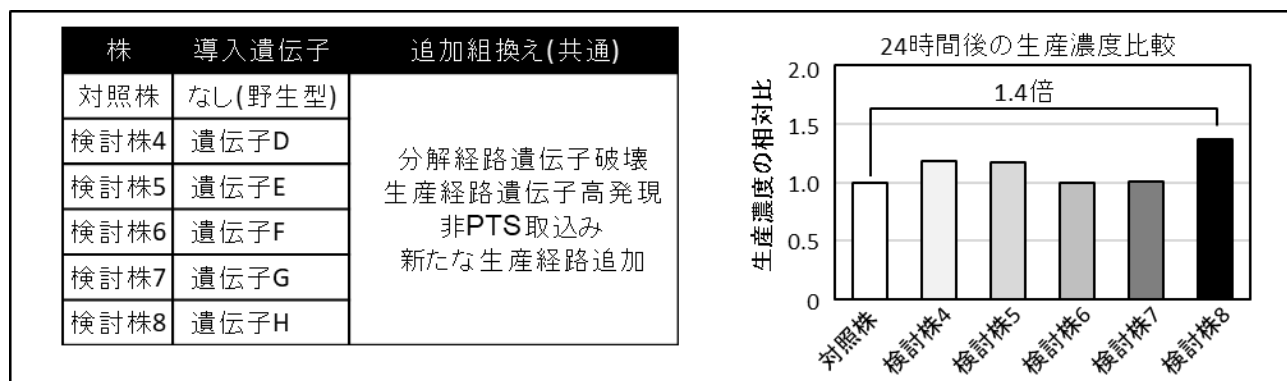 株 導入遺伝子 追加組換え(共通)
対照株 なし(野生型)
検討株4 遺伝子D
検討株5 遺伝子E
検討株6 遺伝子F
検討株7 遺伝子G
検討株8 遺伝子H
分解経路遺伝子破壊
生産経路遺伝子高発現
非PTS取込み
新たな生産経路追加
24時間後の生産濃度比較
生産濃度の相対比
2.0
1.5
1.0
0.5
0
1.4倍
対照株
検討株4
検討株5
検討株6
検討株7
検討株8